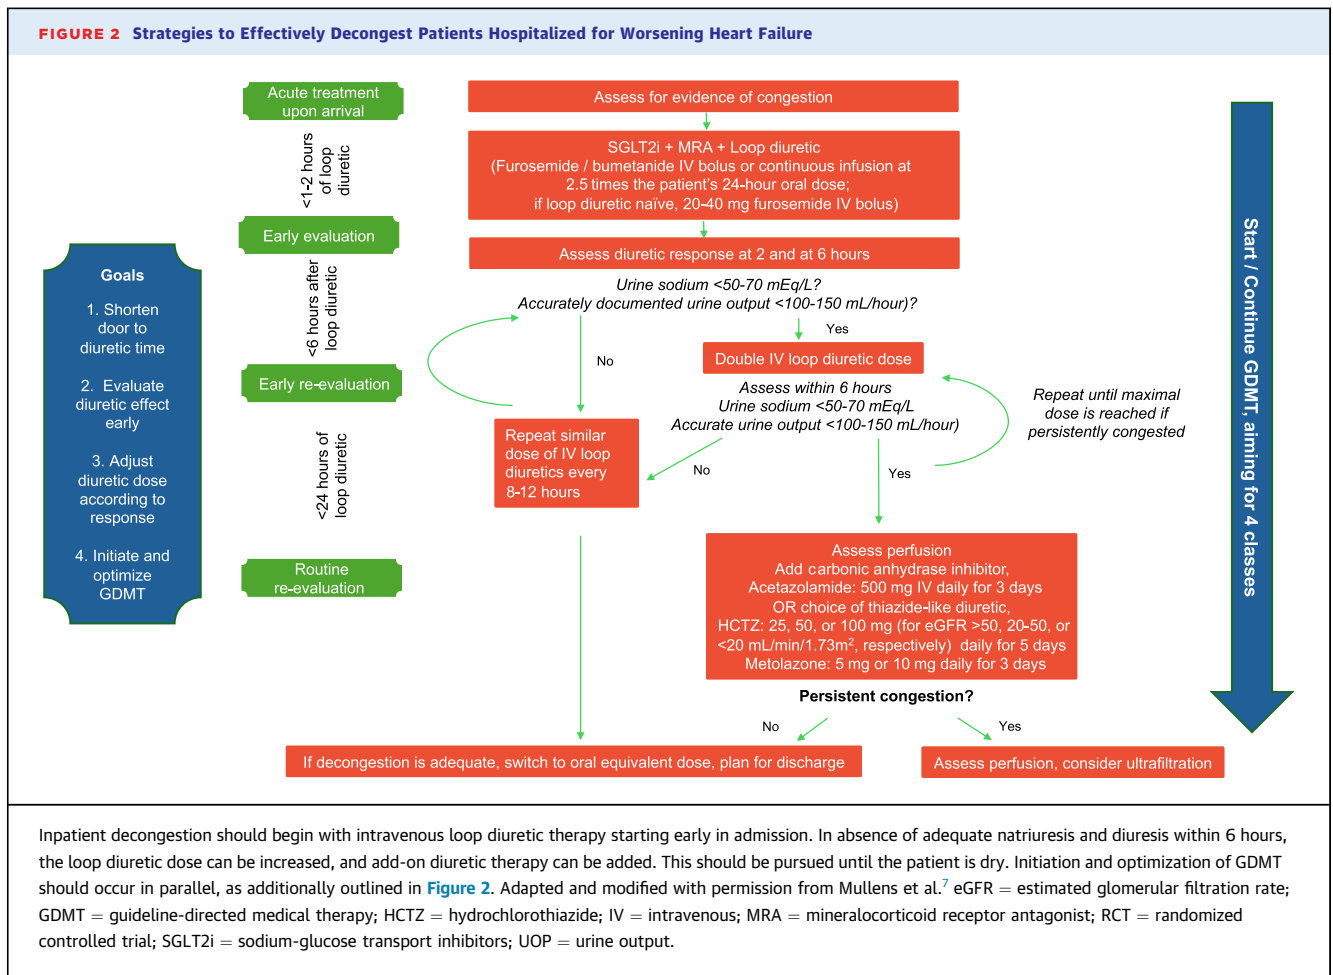 FIGURE 2 Strategies to Effectively Decongest Patients Hospitalized for Worsening Heart Failure
Acute treatment
upon arrival
<1-2 hours
of loop
diuretic
Early evaluation
<6 hours after
loop diuretic
Early re-evaluation
<24 hours of
loop diuretic
Routine
re-evaluation
Goals
1. Shorten
door to
diuretic time
2. Evaluate
diuretic effect
early
3. Adjust
diuretic dose
according to
response
4. Initiate and
optimize
GDMT
Assess for evidence of congestion
SGLT2i + MRA + Loop diuretic
(Furosemide / bumetanide IV bolus or continuous infusion at
2.5 times the patient's 24-hour oral dose;
if loop diuretic naïve, 20-40 mg furosemide IV bolus)
Assess diuretic response at 2 and at 6 hours
Urine sodium <50-70 mEq/L?
Accurately documented urine output <100-150 mL/hour)?
No
Yes
Double IV loop diuretic dose
Assess within 6 hours
Urine sodium <50-70 mEq/L
Accurate urine output <100-150 mL/hour)
Repeat until maximal
dose is reached if
persistently congested
No
Yes
Repeat similar
dose of IV loop
diuretics every
8-12 hours
Assess perfusion
Add carbonic anhydrase inhibitor,
Acetazolamide: 500 mg IV daily for 3 days
OR choice of thiazide-like diuretic,
HCTZ: 25, 50, or 100 mg (for eGFR >50, 20-50, or
<20 mL/min/1.73m², respectively) daily for 5 days
Metolazone: 5 mg or 10 mg daily for 3 days
Persistent congestion?
No
Yes
If decongestion is adequate, switch to oral equivalent dose, plan for discharge
Assess perfusion, consider ultrafiltration
Start / Continue GDMT, aiming for 4 classes
Inpatient decongestion should begin with intravenous loop diuretic therapy starting early in admission. In absence of adequate natriuresis and diuresis within 6 hours,
the loop diuretic dose can be increased, and add-on diuretic therapy can be added. This should be pursued until the patient is dry. Initiation and optimization of GDMT
should occur in parallel, as additionally outlined in Figure 2. Adapted and modified with permission from Mullens et al.⁷ eGFR = estimated glomerular filtration rate;
GDMT = guideline-directed medical therapy; HCTZ = hydrochlorothiazide; IV = intravenous; MRA = mineralocorticoid receptor antagonist; RCT = randomized
controlled trial; SGLT2i = sodium-glucose transport inhibitors; UOP = urine output.